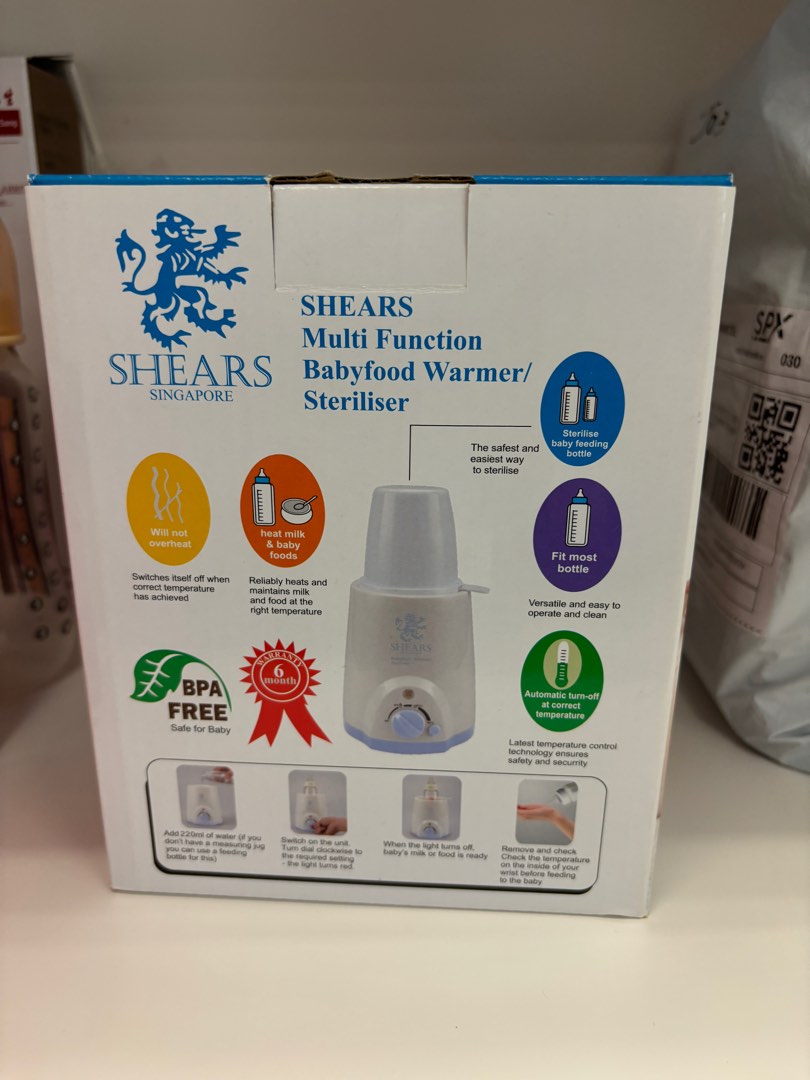 SHEARS
SINGAPORE
SHEARS
Multi Function
Babyfood Warmer/
Steriliser
Sterilise
baby feeding
bottle
The safest and
easiest way
to sterilise
Will not
overheat
Switches itself off when
correct temperature
has achieved
heat milk
& baby
foods
Reliably heats and
maintains milk
and food at the
right temperature
Fit most
bottle
Versatile and easy to
operate and clean
SHEARS
BPA
FREE
Safe for Baby
WARRANTY
6
month
Automatic turn-off
at correct
temperature
Latest temperature control
technology ensures
safety and securrity
Add 220ml of water (if you
don't have a measuring jug
you can use a feeding
bottle for this)
Switch on the unit.
Turn dial clockwise to
the required setting
- the light turns red.
When the light turns off,
baby's milk or food is ready
Remove and check
Check the temperature
on the inside of your
wrist before feeding
to the baby
SPX
030